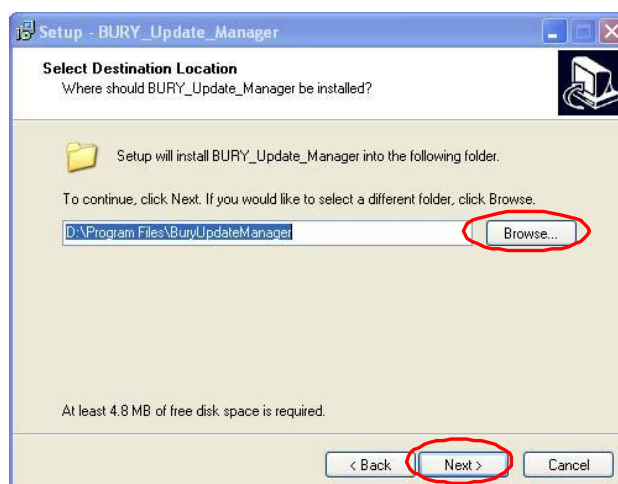 Setup - BURY_Update_Manager
Select Destination Location
Where should BURY_Update_Manager be installed?
Setup will install BURY_Update_Manager into the following folder.
To continue, click Next. If you would like to select a different folder, click Browse.
D:\Program Files\BuryUpdateManager
Browse...
At least 4.8 MB of free disk space is required.
< Back
Next >
Cancel